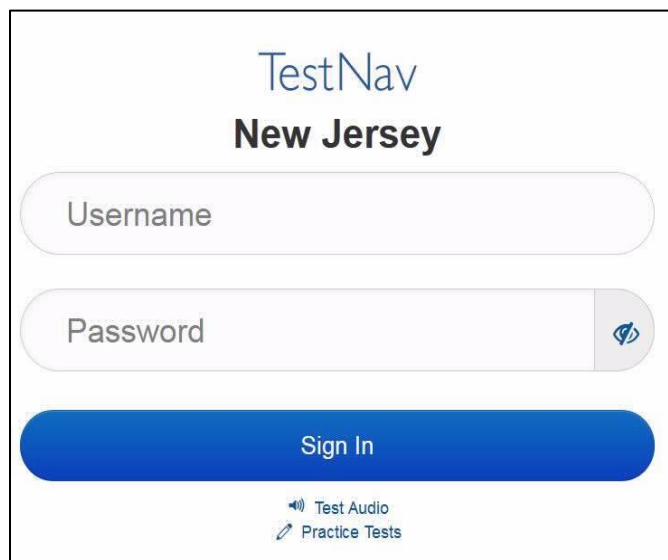 TestNav
New Jersey
Username
Password
Sign In
Test Audio
Practice Tests